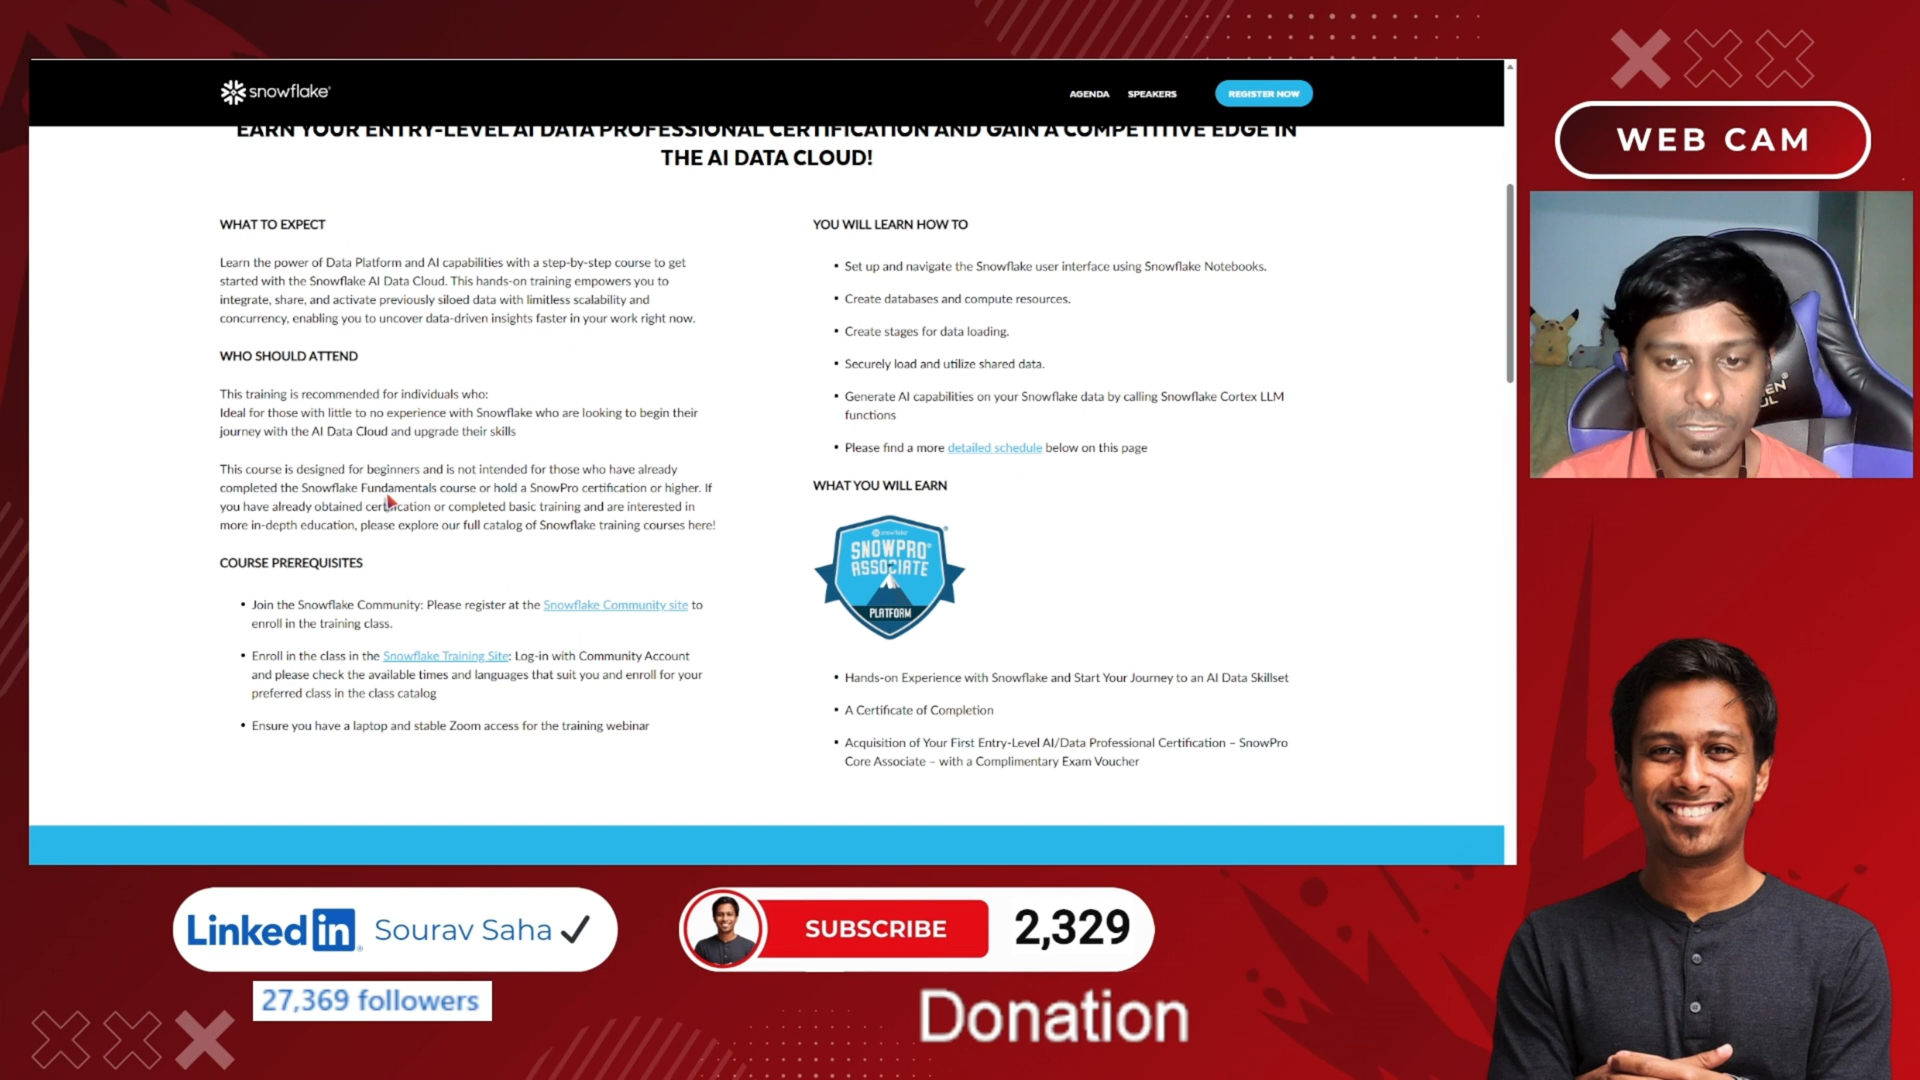 snowflake
AGENDA
SPEAKERS
REGISTER NOW
EARN YOUR ENTRY-LEVEL AI DATA PROFESSIONAL CERTIFICATION AND GAIN A COMPETITIVE EDGE IN
THE AI DATA CLOUD!
WHAT TO EXPECT
Learn the power of Data Platform and AI capabilities with a step-by-step course to get
started with the Snowflake AI Data Cloud. This hands-on training empowers you to
integrate, share, and activate previously siloed data with limitless scalability and
concurrency, enabling you to uncover data-driven insights faster in your work right now.
WHO SHOULD ATTEND
This training is recommended for individuals who:
Ideal for those with little to no experience with Snowflake who are looking to begin their
journey with the AI Data Cloud and upgrade their skills
This course is designed for beginners and is not intended for those who have already
completed the Snowflake Fundamentals course or hold a SnowPro certification or higher. If
you have already obtained certification or completed basic training and are interested in
more in-depth education, please explore our full catalog of Snowflake training courses here!
COURSE PREREQUISITES
• Join the Snowflake Community: Please register at the Snowflake Community site to
enroll in the training class.
• Enroll in the class in the Snowflake Training Site: Log-in with Community Account
and please check the available times and languages that suit you and enroll for your
preferred class in the class catalog
• Ensure you have a laptop and stable Zoom access for the training webinar
YOU WILL LEARN HOW TO
• Set up and navigate the Snowflake user interface using Snowflake Notebooks.
• Create databases and compute resources.
• Create stages for data loading.
• Securely load and utilize shared data.
• Generate AI capabilities on your Snowflake data by calling Snowflake Cortex LLM
functions
• Please find a more detailed schedule below on this page
WHAT YOU WILL EARN
snowflake
SNOWPRO
ASSOCIATE
PLATFORM
• Hands-on Experience with Snowflake and Start Your Journey to an AI Data Skillset
• A Certificate of Completion
• Acquisition of Your First Entry-Level AI/Data Professional Certification – SnowPro
Core Associate – with a Complimentary Exam Voucher
WEB CAM
LinkedIn Sourav Saha
27,369 followers
SUBSCRIBE
2,329
Donation